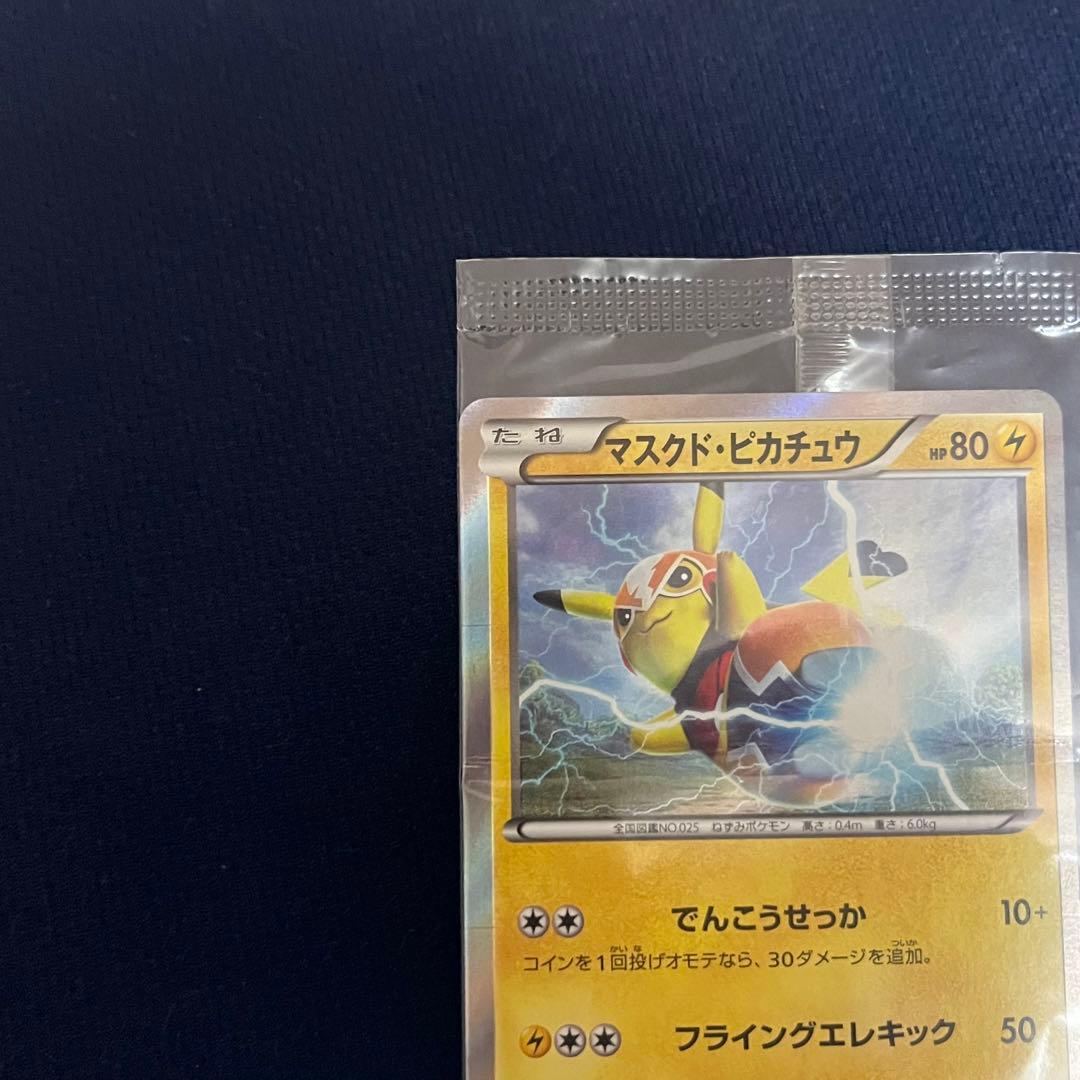 たね マスクド・ピカチュウ HP80
全国図鑑NO.025 ねずみポケモン 高さ:0.4m 重さ:6.0kg
でんこうせっか 10+
コインを1回投げオモテなら、30ダメージを追加。
フライングエレキック 50